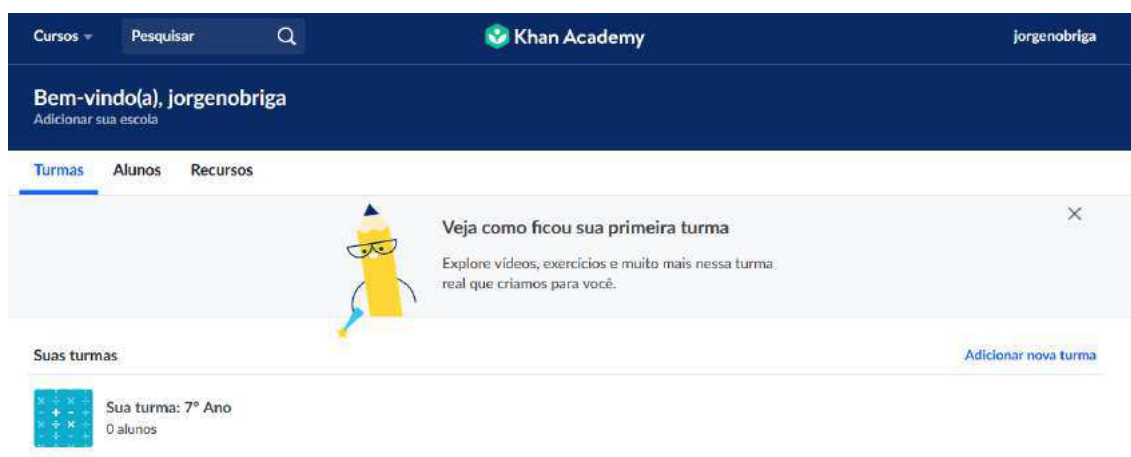 Cursos Pesquisar Khan Academy jorgenobriga
Bem-vindo(a), jorgenobriga
Adicionar sua escola
Turmas Alunos Recursos
Veja como ficou sua primeira turma
Explore vídeos, exercícios e muito mais nessa turma
real que criamos para você.
Suas turmas Adicionar nova turma
Sua turma: 7º Ano
0 alunos